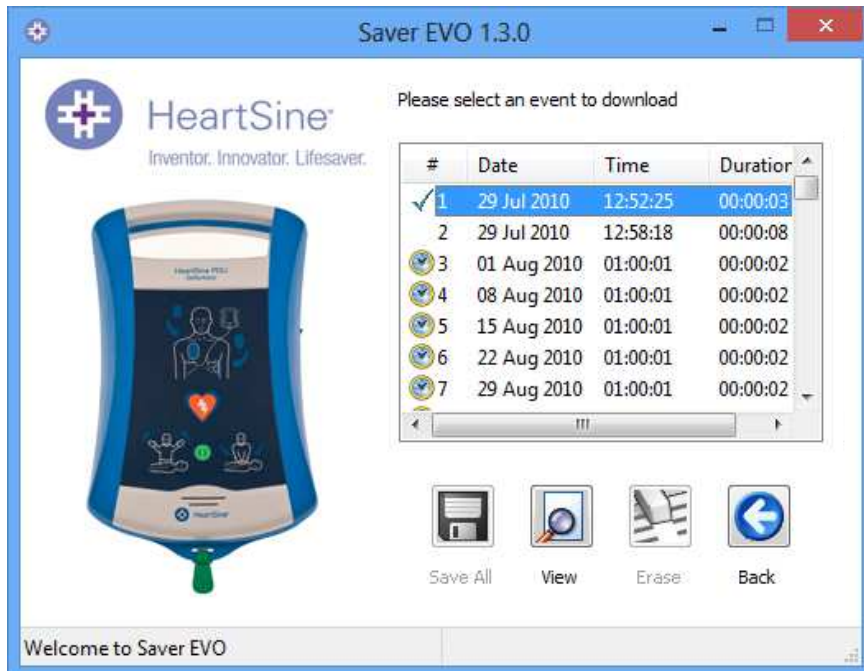 Saver EVO 1.3.0
HeartSine
Inventor. Innovator. Lifesaver.
Please select an event to download
# Date Time Duration
1 29 Jul 2010 12:52:25 00:00:03
2 29 Jul 2010 12:58:18 00:00:08
3 01 Aug 2010 01:00:01 00:00:02
4 08 Aug 2010 01:00:01 00:00:02
5 15 Aug 2010 01:00:01 00:00:02
6 22 Aug 2010 01:00:01 00:00:02
7 29 Aug 2010 01:00:01 00:00:02
HeartSine
Save All View Erase Back
Welcome to Saver EVO